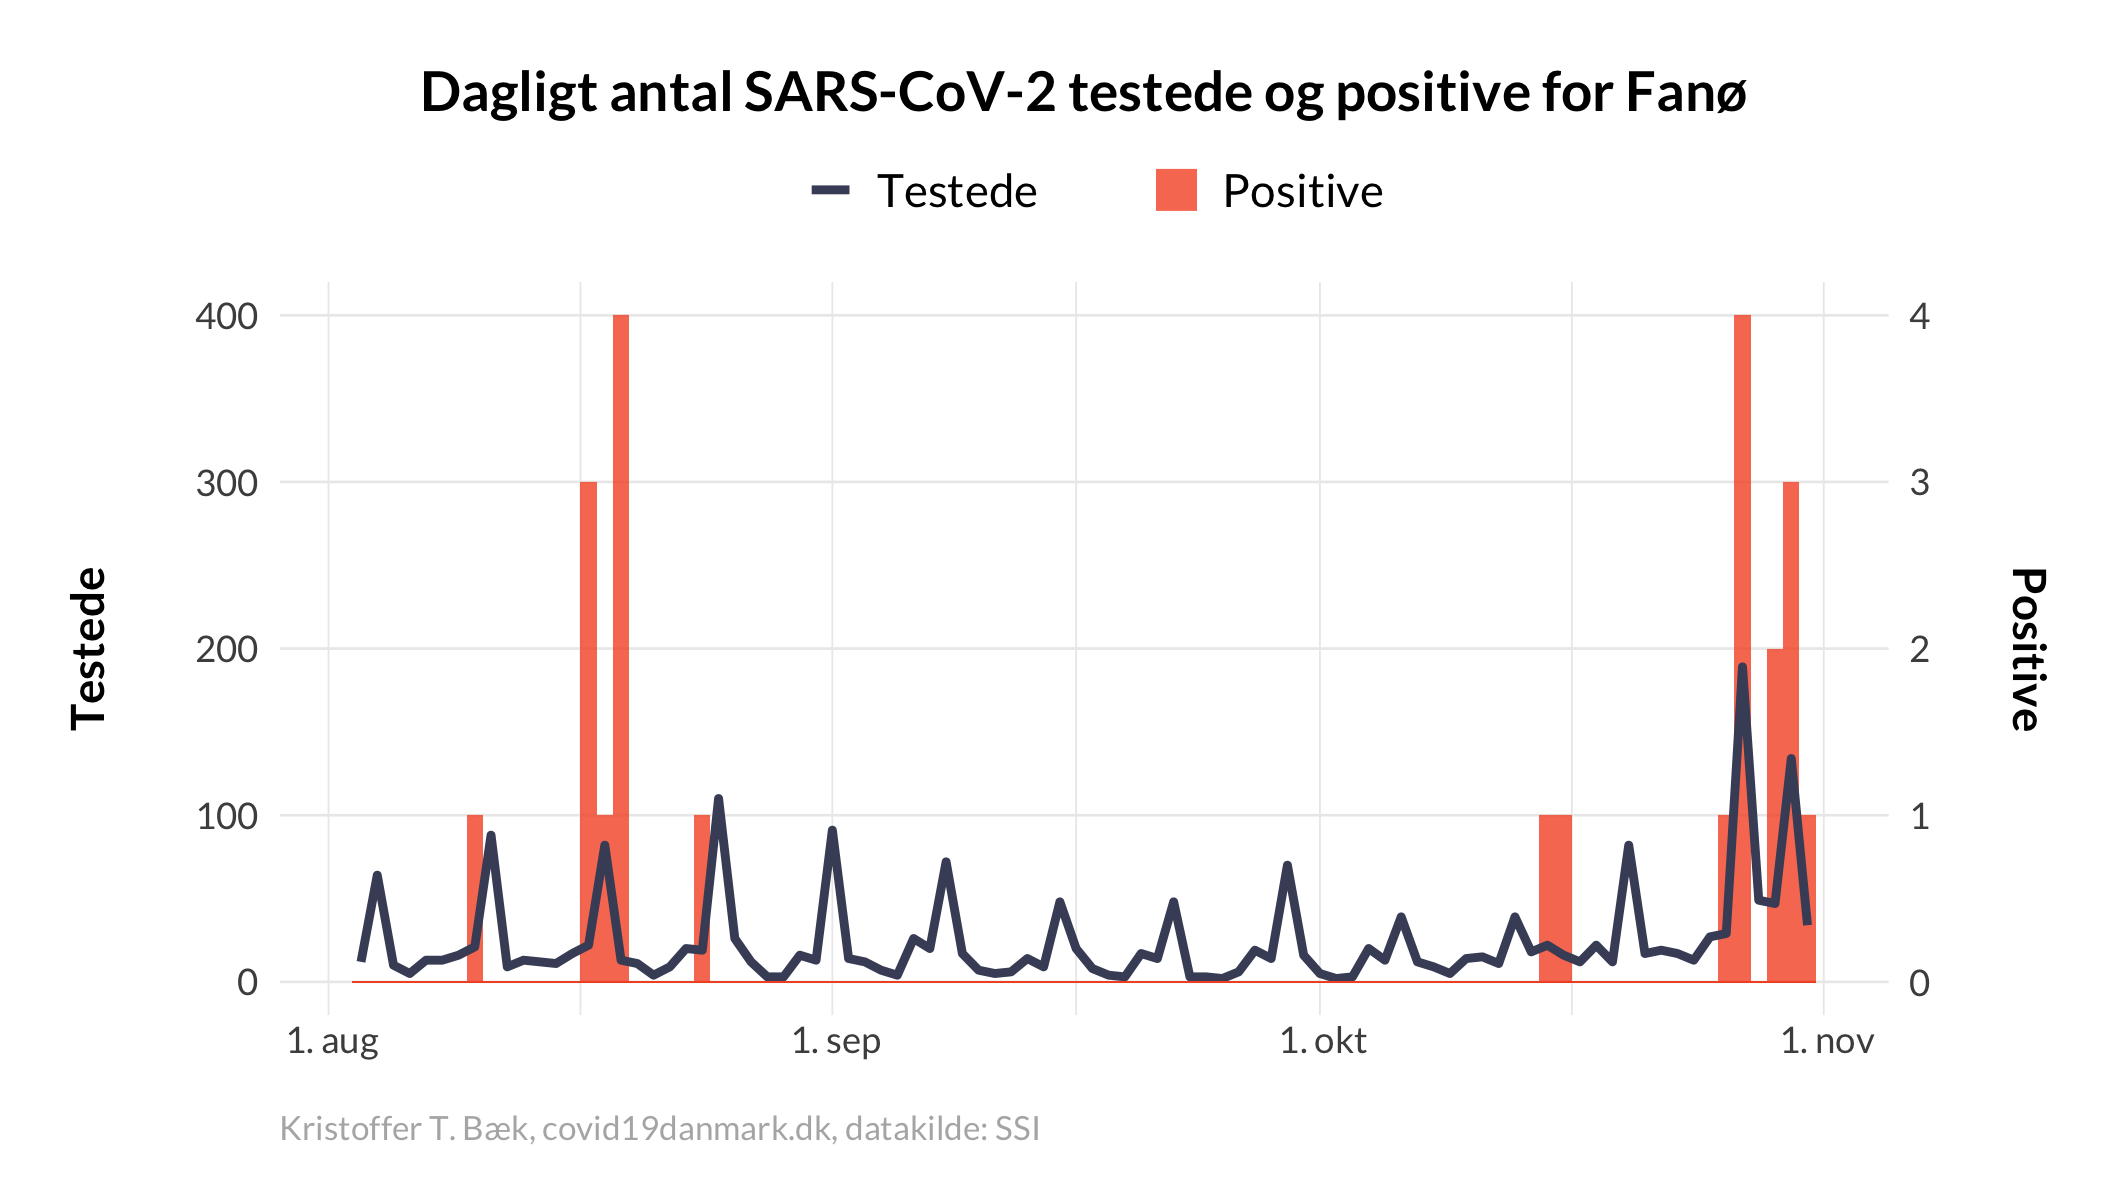 Dagligt antal SARS-CoV-2 testede og positive for Fanø
Testede
Positive
400
300
200
100
0
4
3
2
1
0
Testede
Positive
1. aug
1. sep
1. okt
1. nov
Kristoffer T. Bæk, covid19danmark.dk, datakilde: SSI